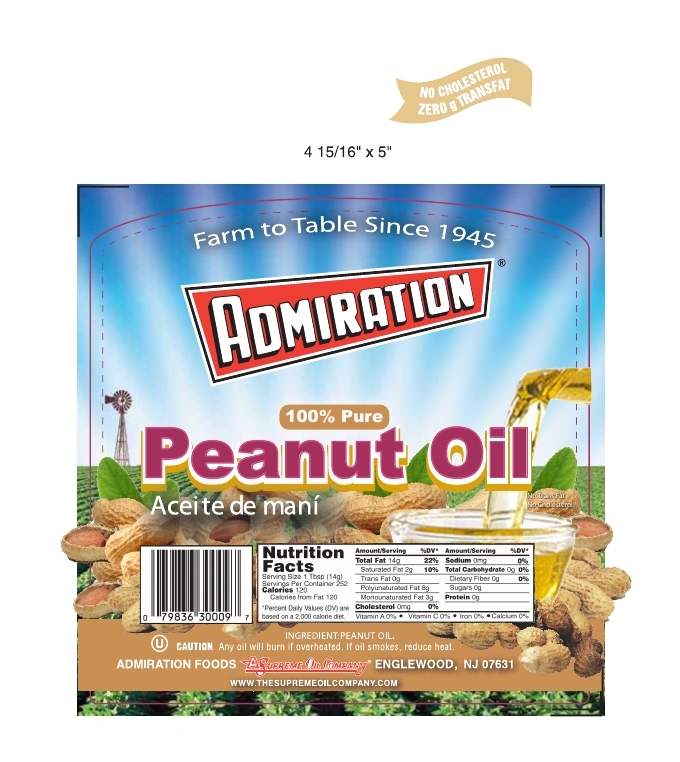 NO CHOLESTEROL
ZERO g TRANSFAT
4 15/16" x 5"
Farm to Table Since 1945
ADMIRATION®
100% Pure
Peanut Oil
Aceite de maní
No Trans Fat
No Cholesterol
0 79836 30009 7
Nutrition
Facts
Serving Size 1 Tbsp (14g)
Servings Per Container 252
Calories 120
Calories from Fat 120
*Percent Daily Values (DV) are
based on a 2,000 calorie diet.
Amount/Serving %DV*
Total Fat 14g 22%
Saturated Fat 2g 10%
Trans Fat 0g
Polyunaturated Fat 8g
Monounaturated Fat 3g
Cholesterol 0mg 0%
Amount/Serving %DV*
Sodium 0mg 0%
Total Carbohydrate 0g 0%
Dietary Fiber 0g 0%
Sugars 0g
Protein 0g
Vitamin A 0% • Vitamin C 0% • Iron 0% • Calcium 0%
INGREDIENT:PEANUT OIL.
U CAUTION Any oil will burn if overheated. If oil smokes, reduce heat.
ADMIRATION FOODS A SUPREME OIL COMPANY® ENGLEWOOD, NJ 07631
WWW.THESUPREMEOILCOMPANY.COM